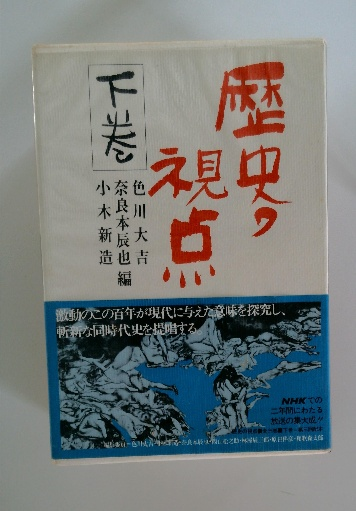 歴史の
視点
下巻
色川大吉
奈良本辰也編
小木新造
激動のこの百年が現代に与えた意味を探究し、
斬新な同時代史を提唱する。
NHKでの
二年間にわたる
放送の集大成!!